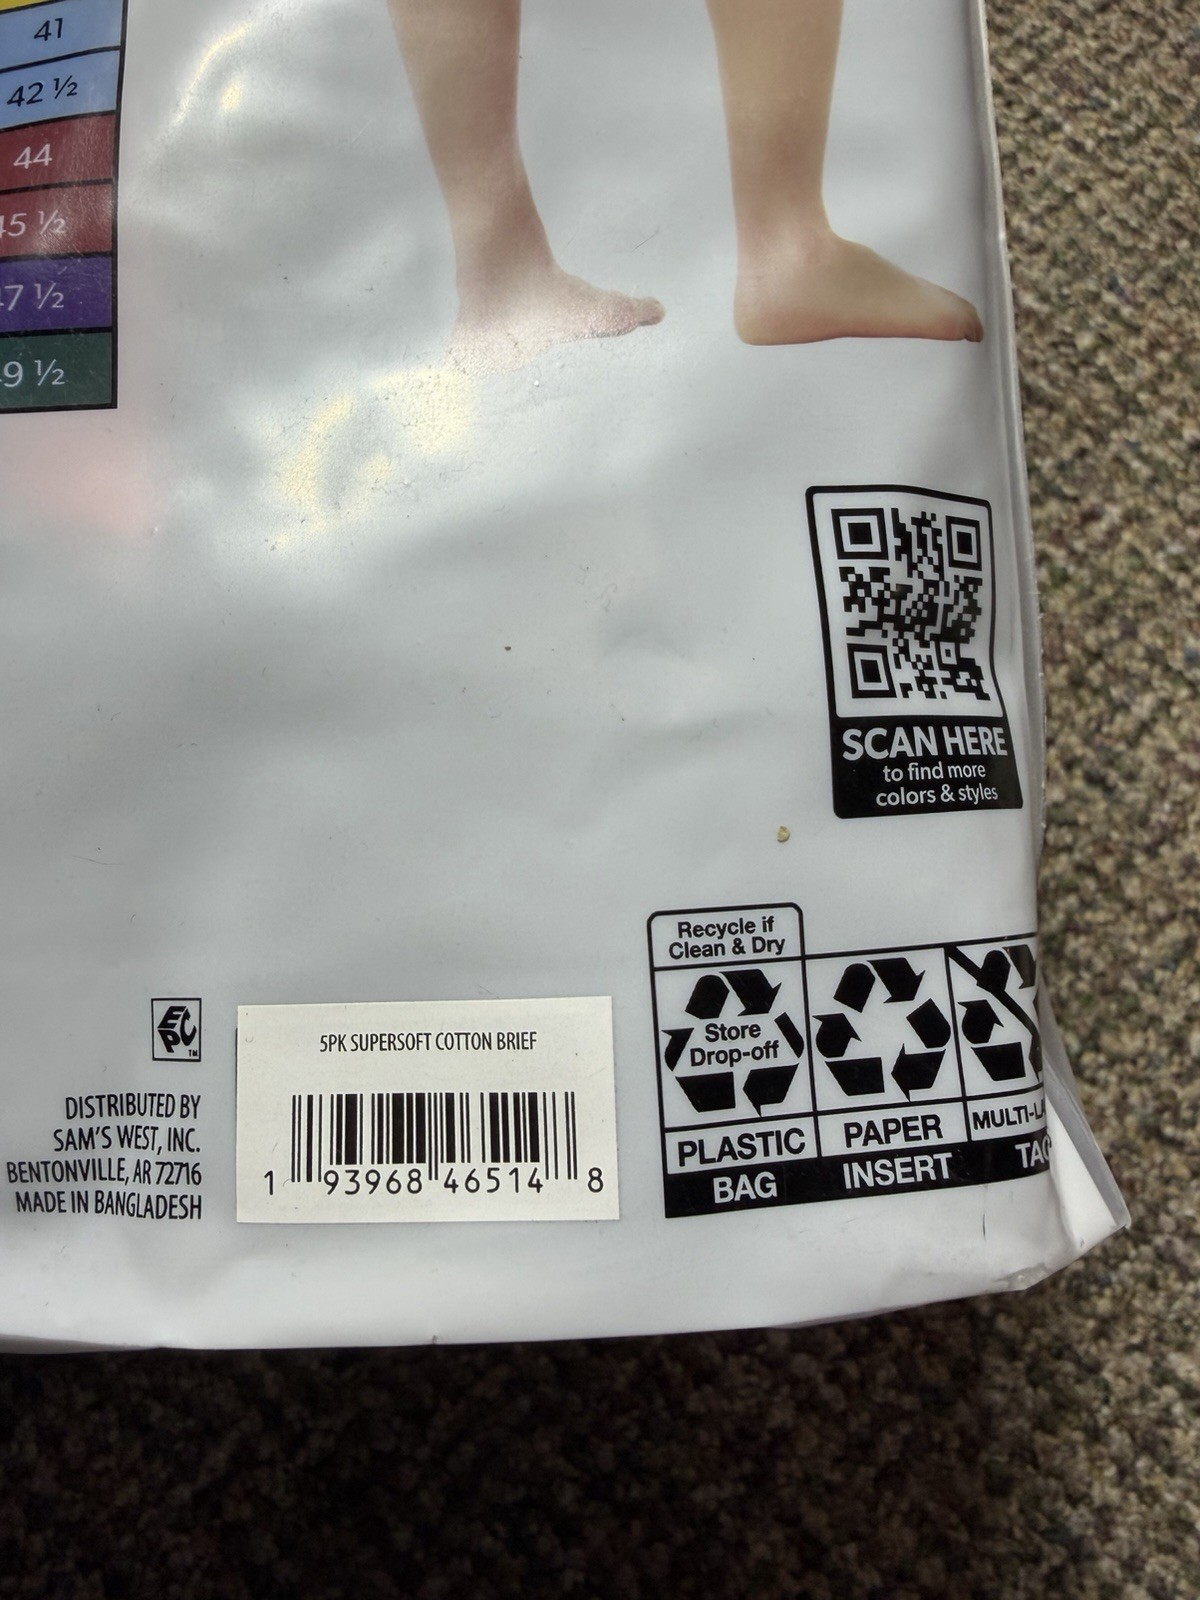 41
42 ½
44
45 ½
47 ½
49 ½
SCAN HERE
to find more
colors & styles
Recycle if
Clean & Dry
Store
Drop-off
PLASTIC
BAG
PAPER
INSERT
EPC
TM
DISTRIBUTED BY
SAM'S WEST, INC.
BENTONVILLE, AR 72716
MADE IN BANGLADESH
5PK SUPERSOFT COTTON BRIEF
1 93968 46514 8